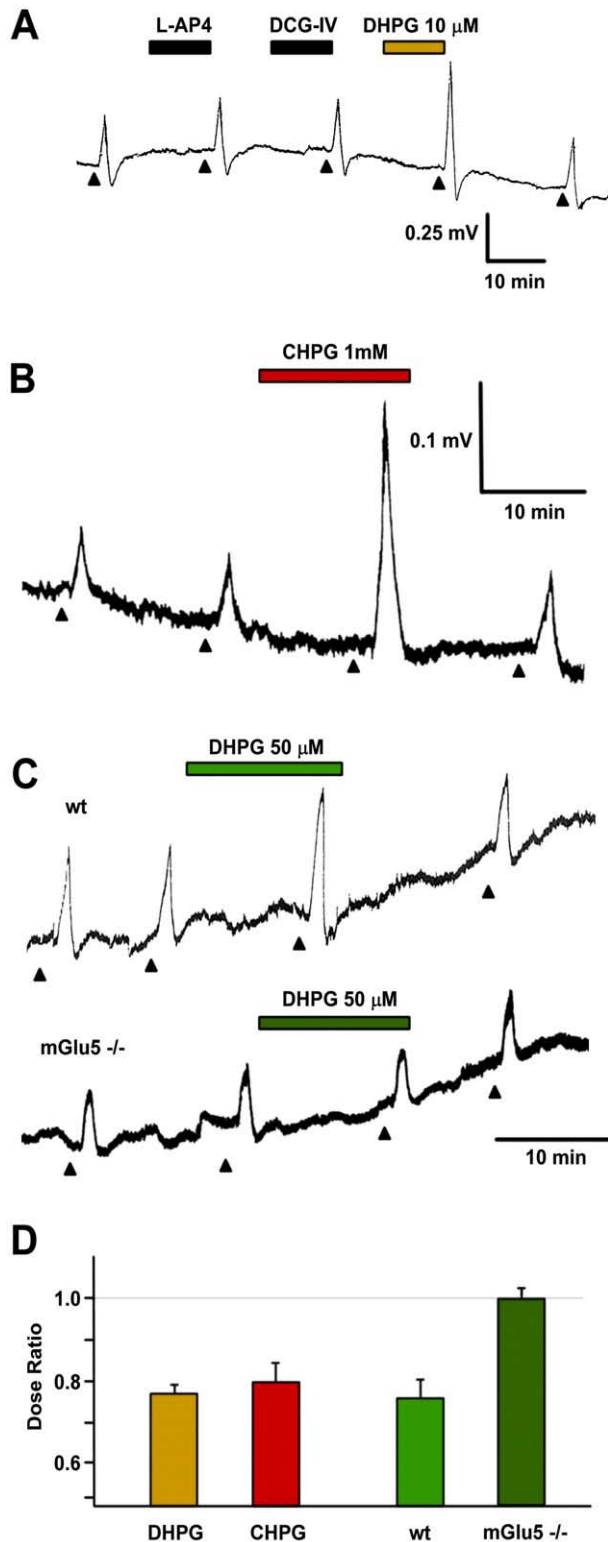 A
L-AP4 DCG-IV DHPG 10 μM
0.25 mV
10 min
B
CHPG 1mM
0.1 mV
10 min
C
DHPG 50 μM
wt
DHPG 50 μM
mGlu5 -/-
10 min
D
1.0
0.8
0.6
Dose Ratio
DHPG CHPG wt mGlu5 -/-